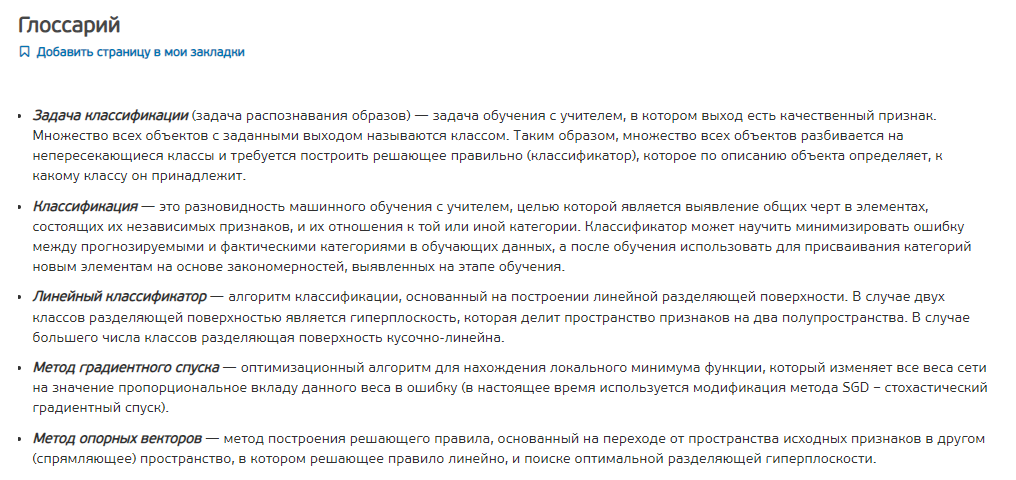 Глоссарий
Добавить страницу в мои закладки
Задача классификации (задача распознавания образов) — задача обучения с учителем, в котором выход есть качественный признак.
Множество всех объектов с заданными выходом называются классом. Таким образом, множество всех объектов разбивается на
непересекающиеся классы и требуется построить решающее правильно (классификатор), которое по описанию объекта определяет, к
какому классу он принадлежит.
Классификация — это разновидность машинного обучения с учителем, целью которой является выявление общих черт в элементах,
состоящих их независимых признаков, и их отношения к той или иной категории. Классификатор может научить минимизировать ошибку
между прогнозируемыми и фактическими категориями в обучающих данных, а после обучения использовать для присваивания категорий
новым элементам на основе закономерностей, выявленных на этапе обучения.
Линейный классификатор — алгоритм классификации, основанный на построении линейной разделяющей поверхности. В случае двух
классов разделяющей поверхностью является гиперплоскость, которая делит пространство признаков на два полупространства. В случае
большего числа классов разделяющая поверхность кусочно-линейна.
Метод градиентного спуска — оптимизационный алгоритм для нахождения локального минимума функции, который изменяет все веса сети
на значение пропорциональное вкладу данного веса в ошибку (в настоящее время используется модификация метода SGD – стохастический
градиентный спуск).
Метод опорных векторов — метод построения решающего правила, основанный на переходе от пространства исходных признаков в другом
(спрямляющее) пространство, в котором решающее правило линейно, и поиске оптимальной разделяющей гиперплоскости.